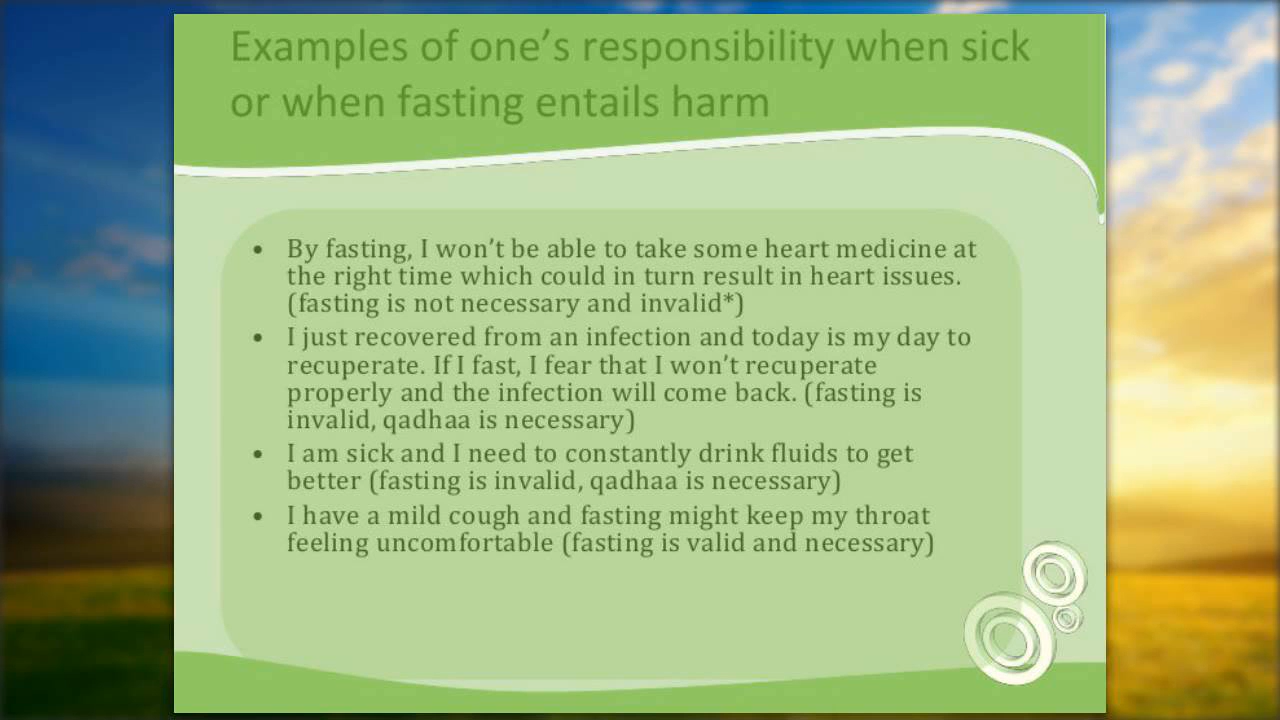 Examples of one’s responsibility when sick
or when fasting entails harm
• By fasting, I won’t be able to take some heart medicine at
the right time which could in turn result in heart issues.
(fasting is not necessary and invalid*)
• I just recovered from an infection and today is my day to
recuperate. If I fast, I fear that I won’t recuperate
properly and the infection will come back. (fasting is
invalid, qadhaa is necessary)
• I am sick and I need to constantly drink fluids to get
better (fasting is invalid, qadhaa is necessary)
• I have a mild cough and fasting might keep my throat
feeling uncomfortable (fasting is valid and necessary)